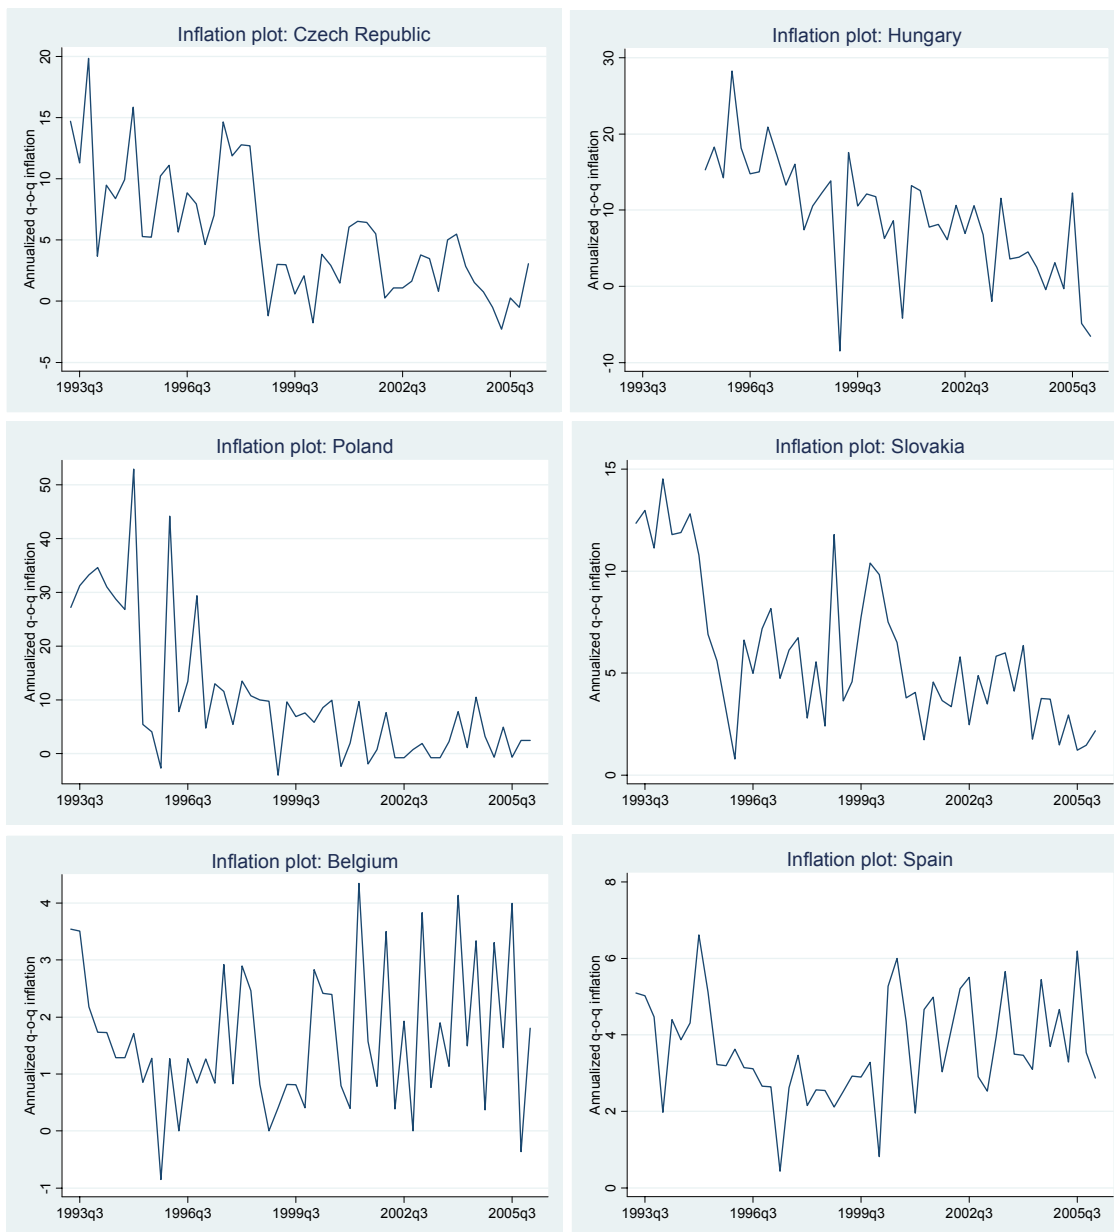 Inflation plot: Czech Republic
Annualized q-o-q inflation
20
15
10
5
0
-5
1993q3 1996q3 1999q3 2002q3 2005q3
Inflation plot: Hungary
Annualized q-o-q inflation
30
20
10
0
-10
1993q3 1996q3 1999q3 2002q3 2005q3
Inflation plot: Poland
Annualized q-o-q inflation
50
40
30
20
10
0
1993q3 1996q3 1999q3 2002q3 2005q3
Inflation plot: Slovakia
Annualized q-o-q inflation
15
10
5
0
1993q3 1996q3 1999q3 2002q3 2005q3
Inflation plot: Belgium
Annualized q-o-q inflation
4
3
2
1
0
-1
1993q3 1996q3 1999q3 2002q3 2005q3
Inflation plot: Spain
Annualized q-o-q inflation
8
6
4
2
0
1993q3 1996q3 1999q3 2002q3 2005q3